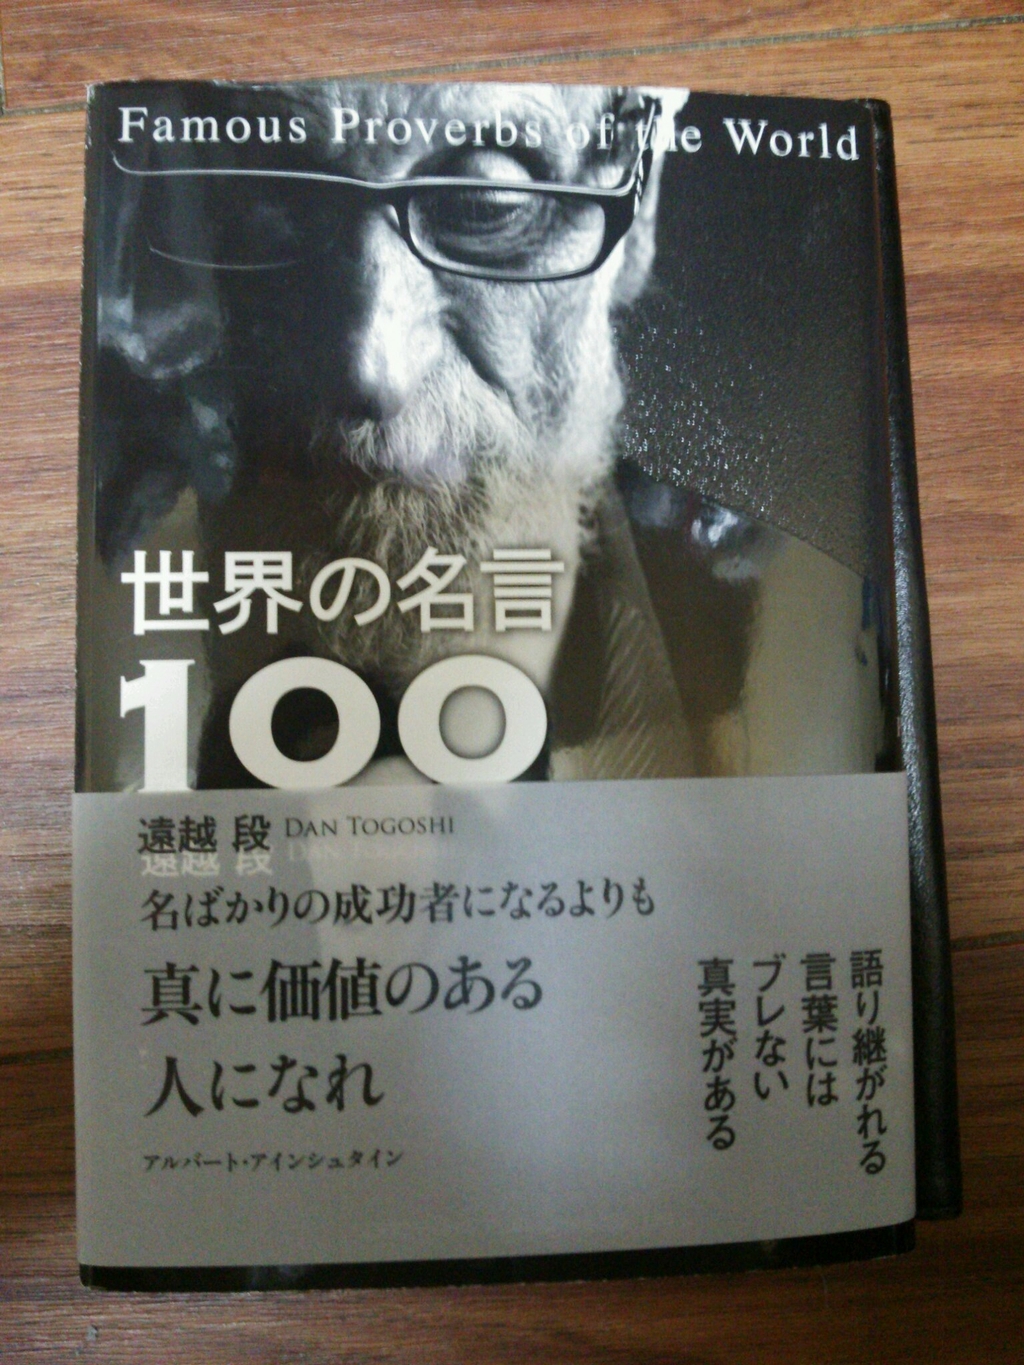 Famous Proverbs of the World
世界の名言
100
遠越 段 DAN TOGOSHI
名ばかりの成功者になるよりも
真に価値のある
人になれ
アルバート・アインシュタイン
語り継がれる
言葉には
ブレない
真実がある